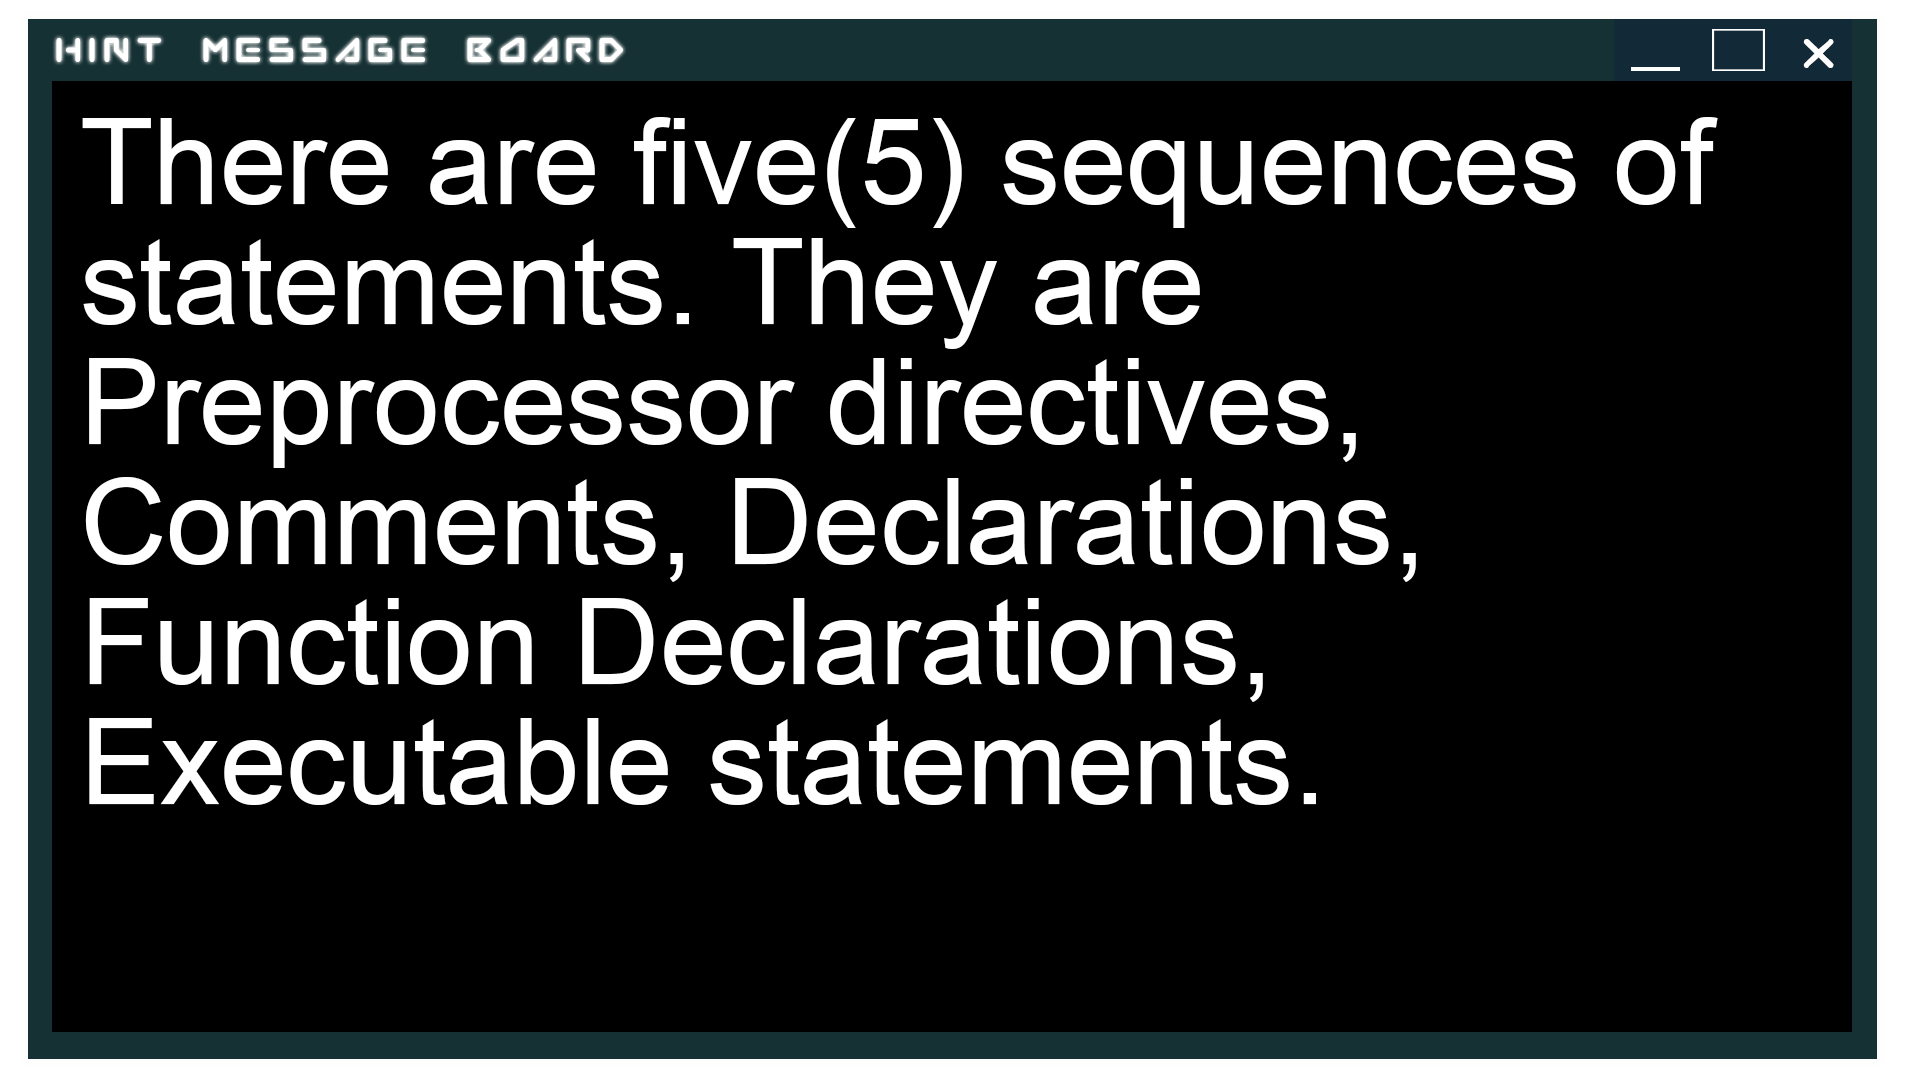 HINT MESSAGE BOARD
There are five(5) sequences of
statements. They are
Preprocessor directives,
Comments, Declarations,
Function Declarations,
Executable statements.